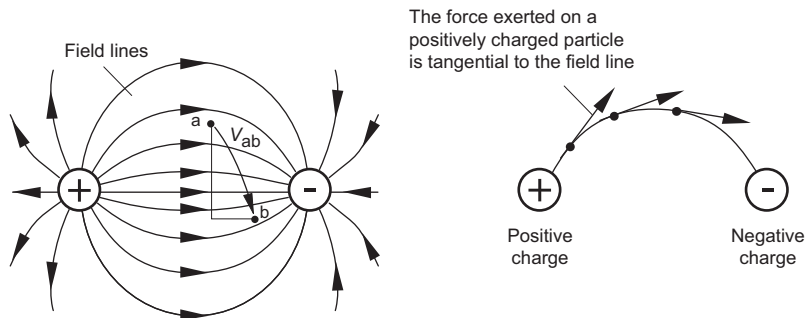 The force exerted on a
positively charged particle
is tangential to the field line
Field lines
a
V_ab
b
+
-
+
-
Positive
charge
Negative
charge